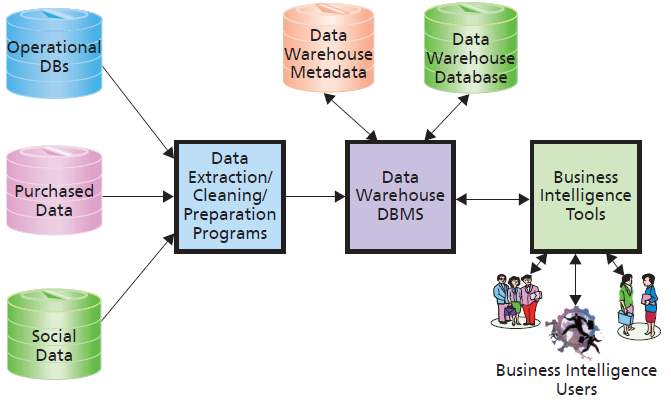 Operational
DBs
Purchased
Data
Social
Data
Data
Extraction/
Cleaning/
Preparation
Programs
Data
Warehouse
Metadata
Data
Warehouse
Database
Data
Warehouse
DBMS
Business
Intelligence
Tools
Business Intelligence
Users